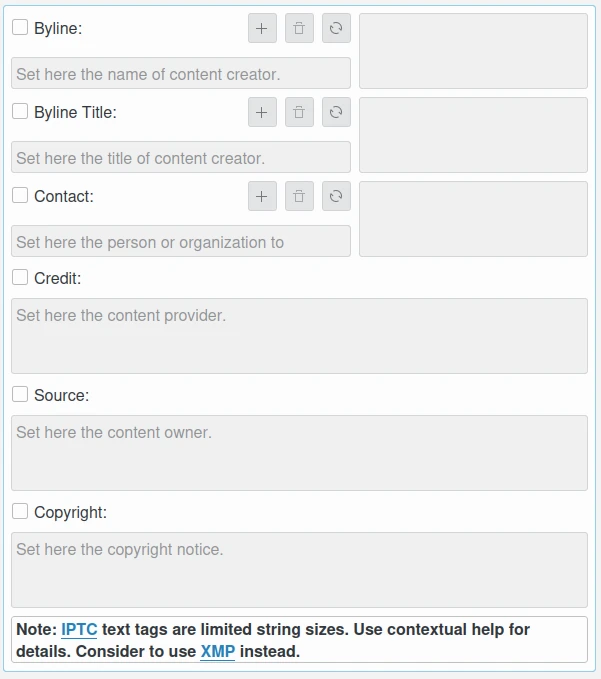 Byline:
Set here the name of content creator.
Byline Title:
Set here the title of content creator.
Contact:
Set here the person or organization to
Credit:
Set here the content provider.
Source:
Set here the content owner.
Copyright:
Set here the copyright notice.
Note: IPTC text tags are limited string sizes. Use contextual help for
details. Consider to use XMP instead.